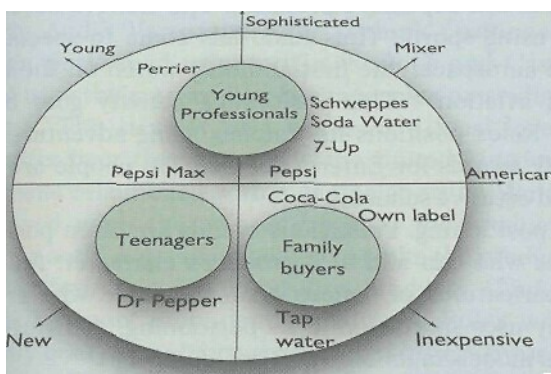 Sophisticated
Young
Mixer
Perrier
Young
Professionals
Schweppes
Soda Water
7-Up
Pepsi Max
Pepsi
American
Coca-Cola
Own label
Teenagers
Family
buyers
Dr Pepper
Tap
water
New
Inexpensive